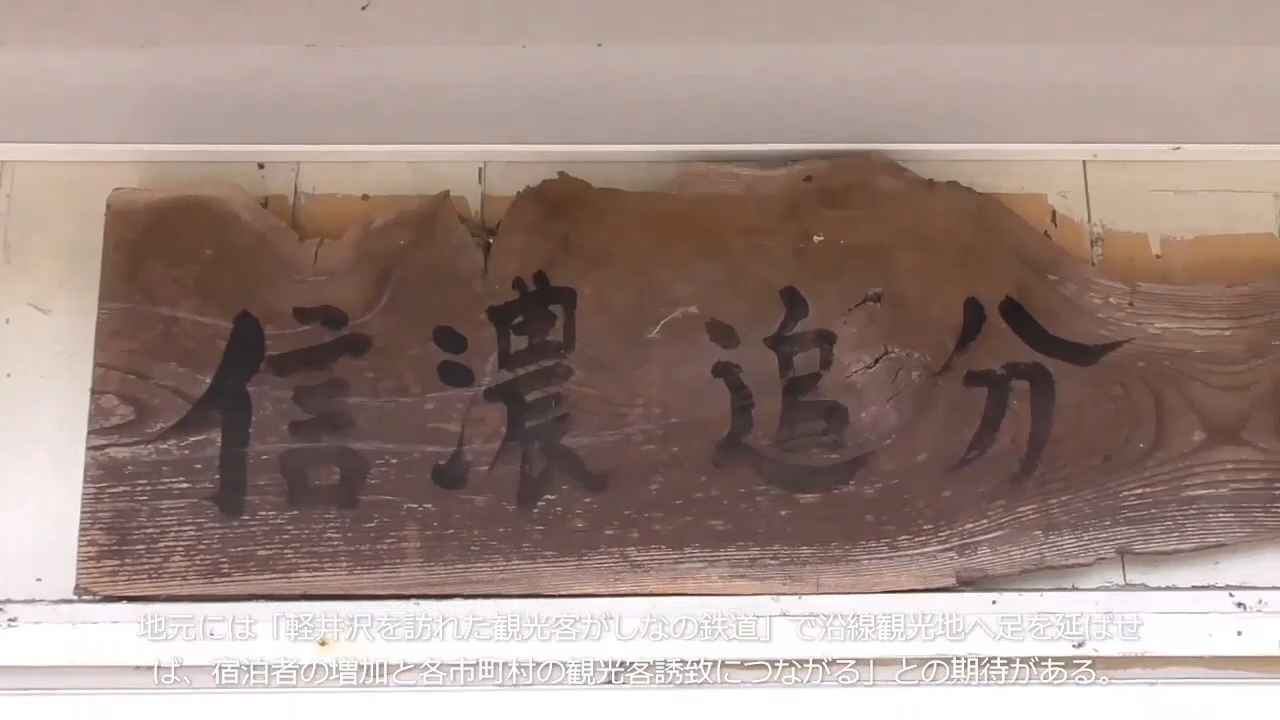 信濃追分
地元には「軽井沢を訪れた観光客がしなの鉄道」で沿線観光地へ足を延ばせ
ば、宿泊者の増加と各市町村の観光客誘致につながる」との期待がある。